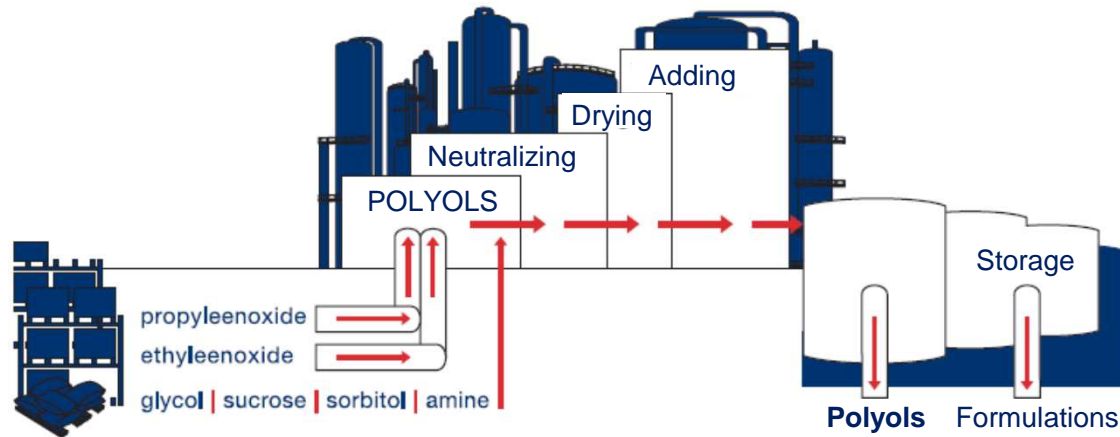 Adding
Drying
Neutralizing
POLYOLS
Storage
propyleenoxide
ethyleenoxide
glycol | sucrose | sorbitol | amine
Polyols
Formulations